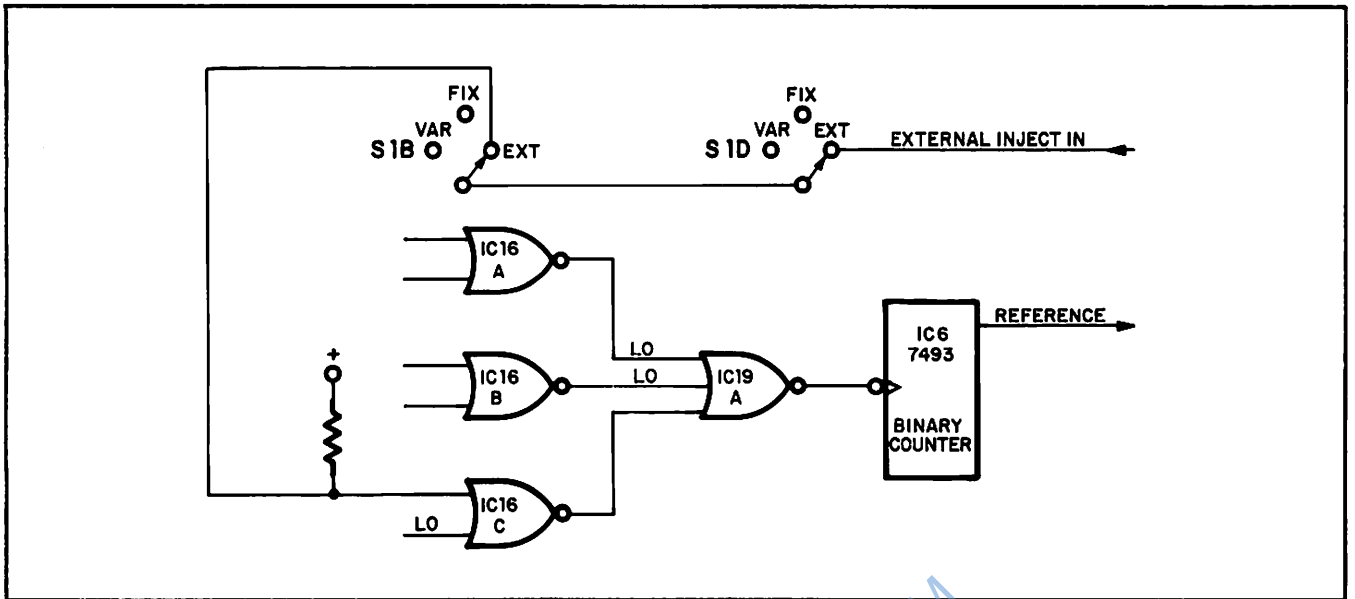 FIX
VAR
S1B
EXT
FIX
VAR
EXT
S1D
EXTERNAL INJECT IN
IC16
A
LO
IC16
B
LO
IC19
A
IC6
7493
BINARY
COUNTER
REFERENCE
+
IC16
C
LO